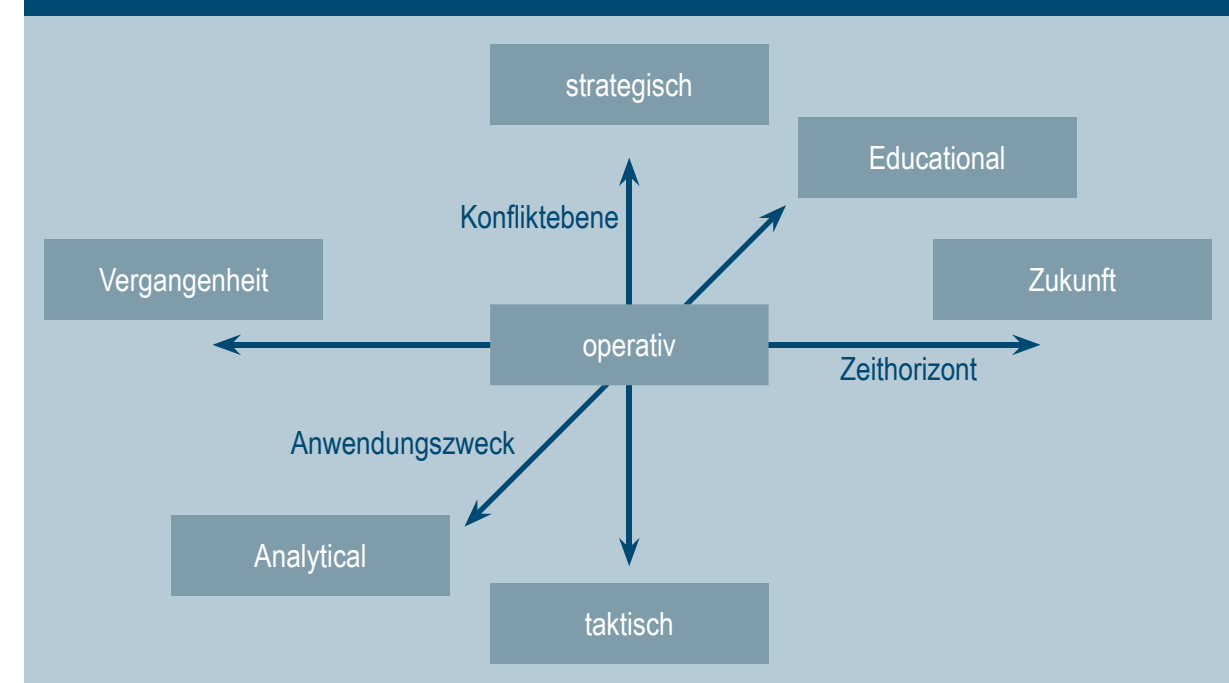 strategisch
Educational
Konfliktebene
Vergangenheit
Zukunft
operativ
Zeithorizont
Anwendungszweck
Analytical
taktisch